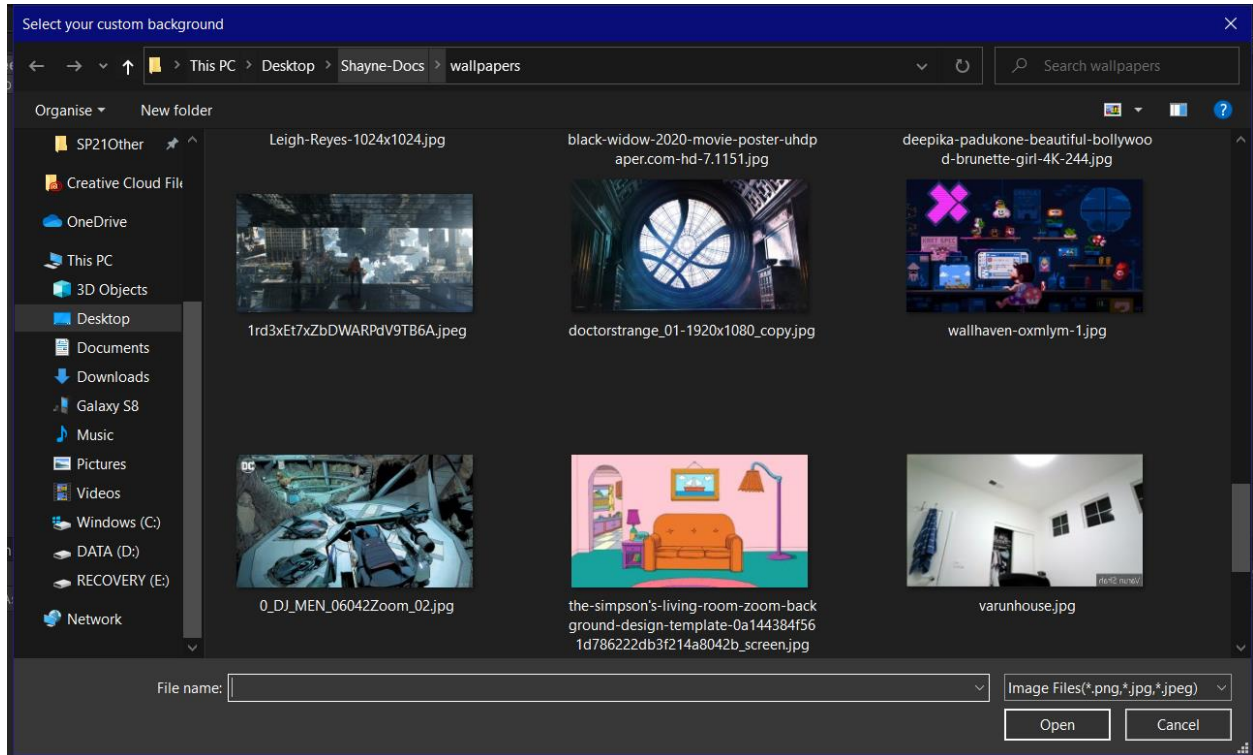 Select your custom background
This PC > Desktop > Shayne-Docs > wallpapers
Search wallpapers
Organise
New folder
SP21Other
Creative Cloud File
OneDrive
This PC
3D Objects
Desktop
Documents
Downloads
Galaxy S8
Music
Pictures
Videos
Windows (C:)
DATA (D:)
RECOVERY (E:)
Network
Leigh-Reyes-1024x1024.jpg
black-widow-2020-movie-poster-uhdp
aper.com-hd-7.1151.jpg
deepika-padukone-beautiful-bollywoo
d-brunette-girl-4K-244.jpg
1rd3xEt7xZbDWARPdV9TB6A.jpeg
doctorstrange_01-1920x1080_copy.jpg
wallhaven-oxmlym-1.jpg
DC
0_DJ_MEN_06042Zoom_02.jpg
the-simpson's-living-room-zoom-back
ground-design-template-0a144384f56
1d786222db3f214a8042b_screen.jpg
varunhouse.jpg
File name:
Image Files(*.png,*.jpg,*.jpeg)
Open
Cancel